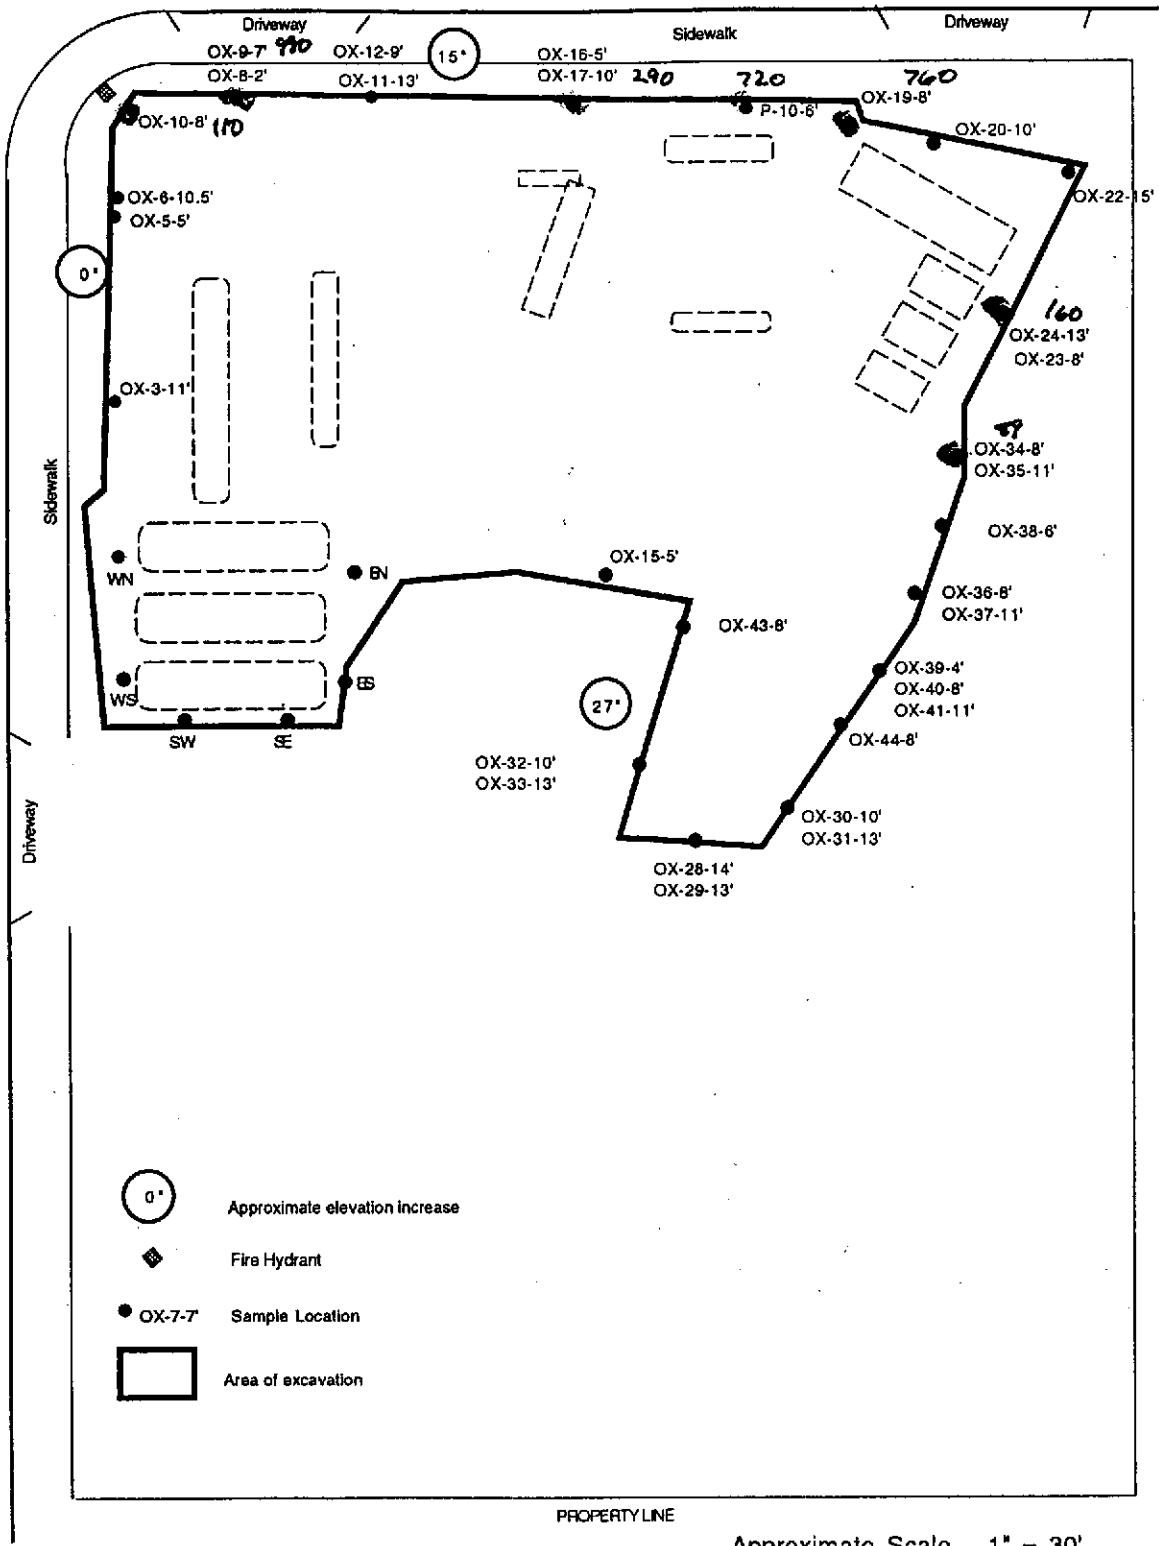 Driveway
Sidewalk
Driveway
OX-9-7' 990
OX-12-9'
15"
OX-16-5'
OX-8-2'
OX-11-13'
OX-17-10' 290
720
760
OX-19-8'
P-10-6'
OX-10-8'
110
OX-20-10'
OX-22-15'
OX-6-10.5'
OX-5-5'
0"
160
OX-24-13'
OX-23-8'
OX-3-11'
OX-34-8'
OX-35-11'
Sidewalk
OX-38-6'
OX-15-5'
WN
EN
OX-36-8'
OX-37-11'
OX-43-8'
OX-39-4'
OX-40-8'
OX-41-11'
WS
ES
27"
OX-44-8'
SW
SE
OX-32-10'
OX-33-13'
OX-30-10'
OX-31-13'
Driveway
OX-28-14'
OX-29-13'
0"
Approximate elevation increase
Fire Hydrant
OX-7-7'
Sample Location
Area of excavation
PROPERTY LINE
Approximate Scale 1" = 30'